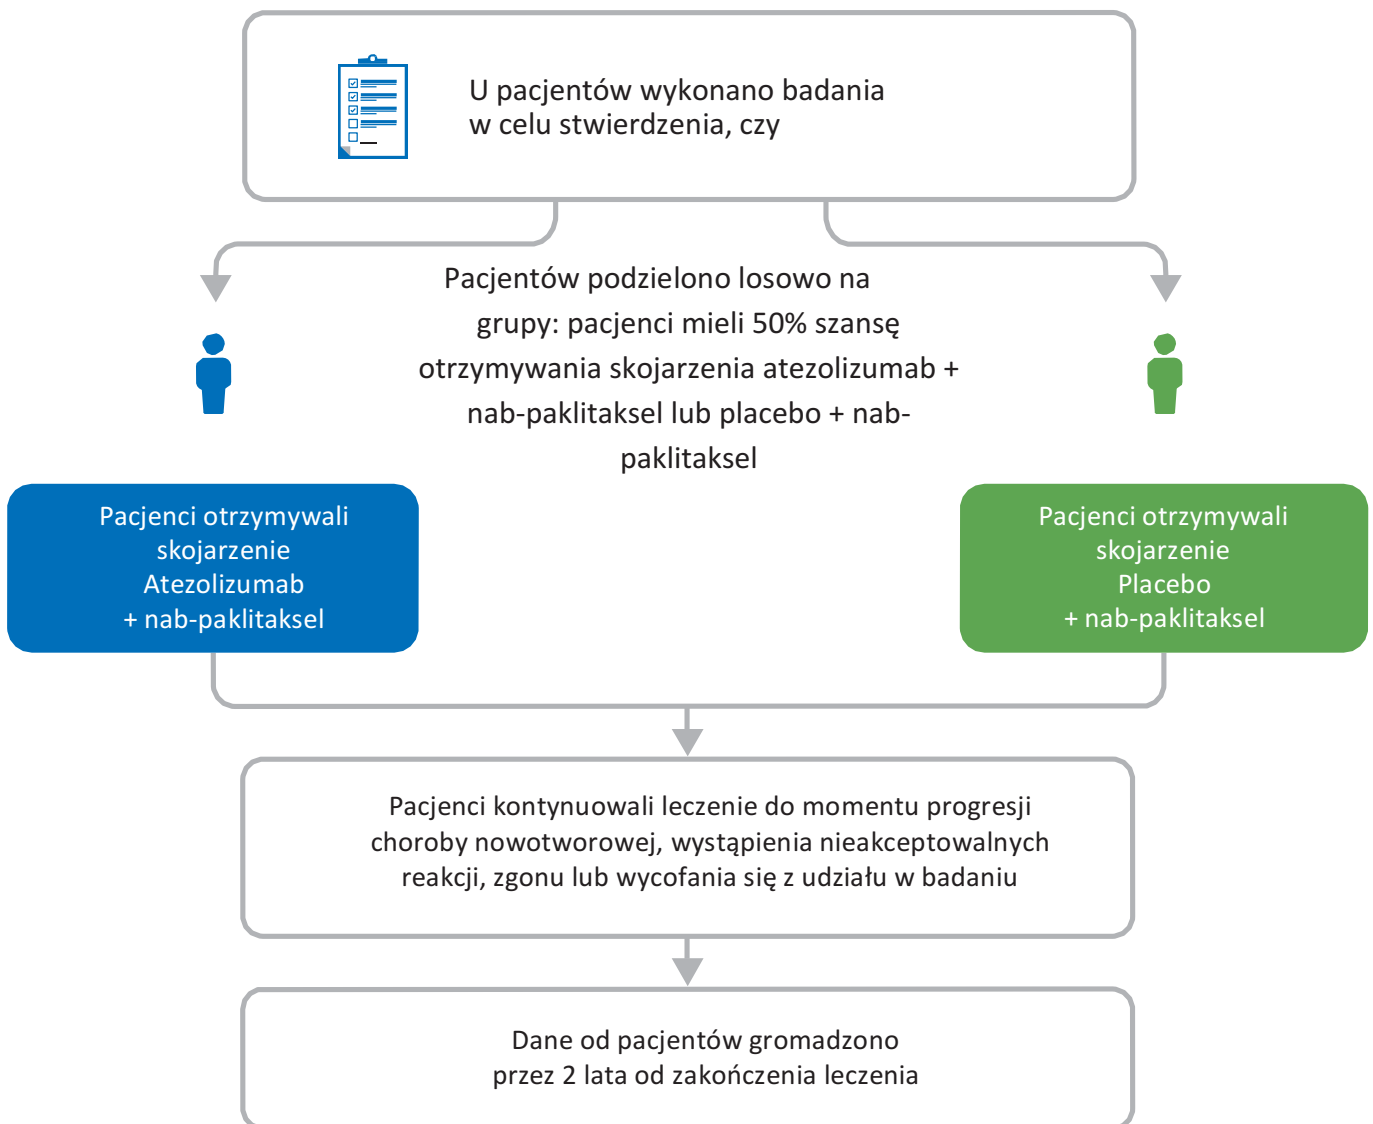 U pacjentów wykonano badania
w celu stwierdzenia, czy
Pacjentów podzielono losowo na
grupy: pacjenci mieli 50% szansę
otrzymywania skojarzenia atezolizumab +
nab-paklitaksel lub placebo + nab-
paklitaksel
Pacjenci otrzymywali
skojarzenie
Atezolizumab
+ nab-paklitaksel
Pacjenci otrzymywali
skojarzenie
Placebo
+ nab-paklitaksel
Pacjenci kontynuowali leczenie do momentu progresji
choroby nowotworowej, wystąpienia nieakceptowalnych
reakcji, zgonu lub wycofania się z udziału w badaniu
Dane od pacjentów gromadzono
przez 2 lata od zakończenia leczenia